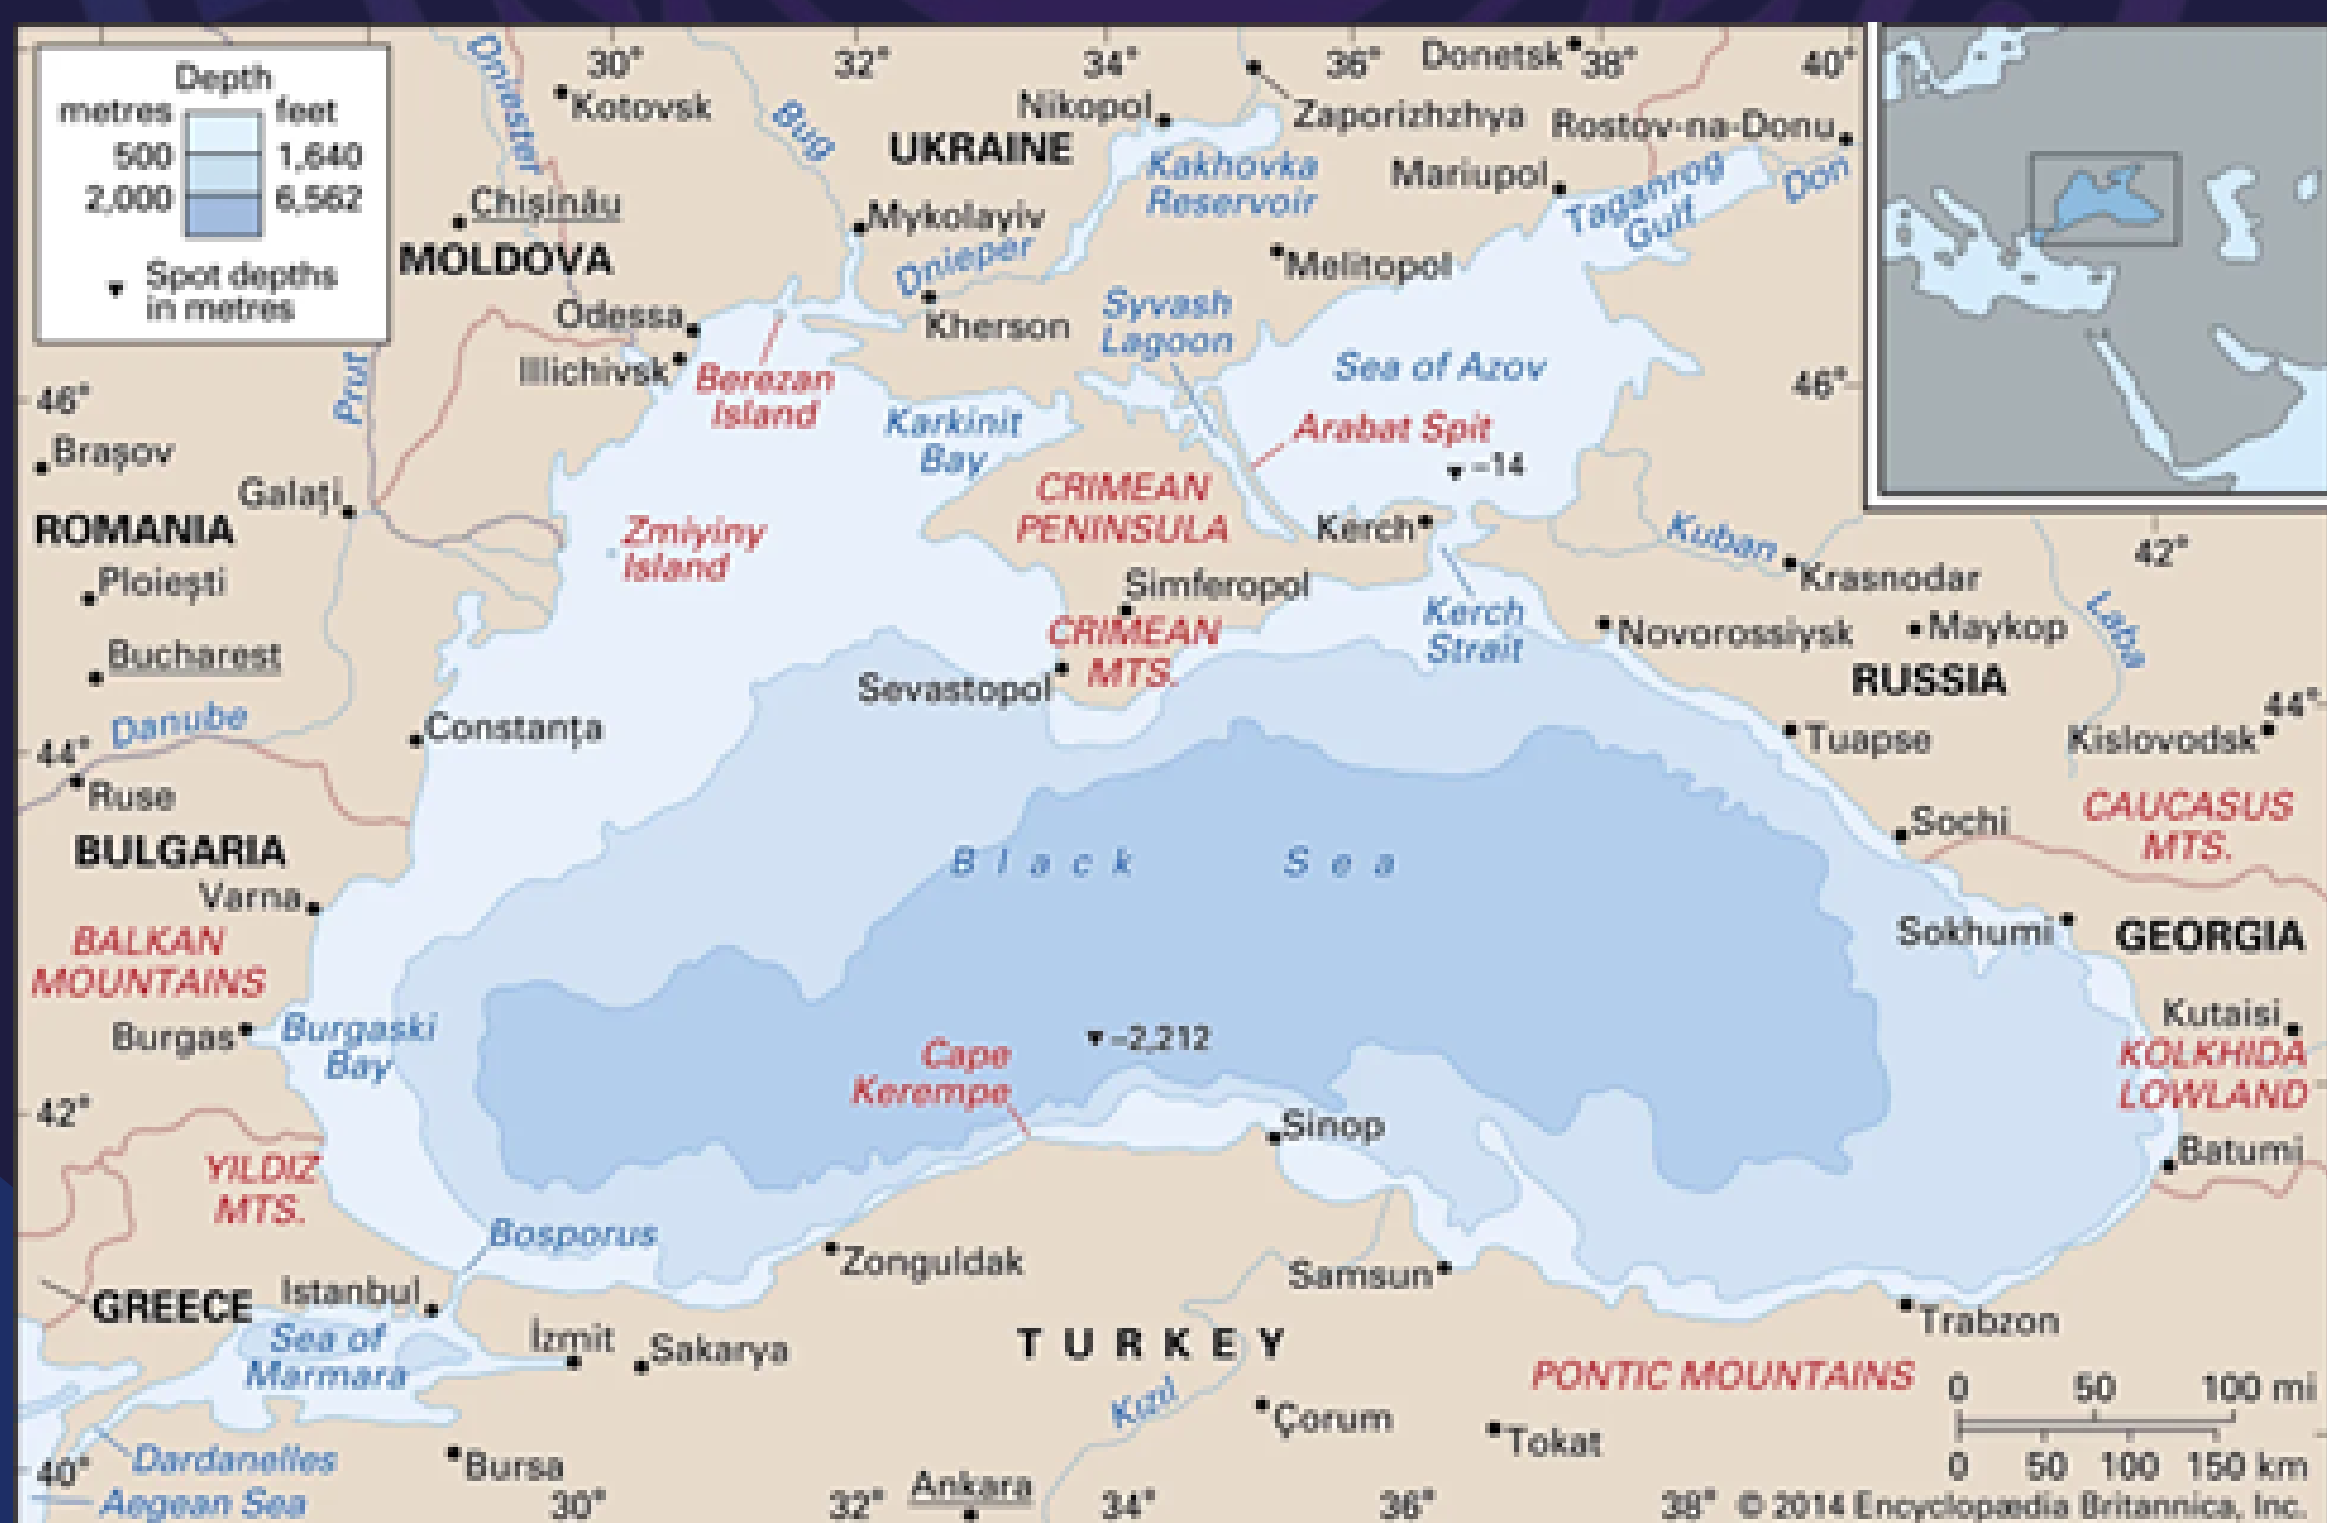 Depth
metres feet
500 1,640
2,000 6,562
Spot depths
in metres
30°
32°
34°
36°
38°
40°
Dniester
Kotovsk
Bug
Nikopol
Donetsk
Zaporizhzhya
Rostov-na-Donu
UKRAINE
Kakhovka
Reservoir
Mariupol
Taganrog
Gulf
Don
Chişinău
MOLDOVA
Mykolayiv
Dnieper
Melitopol
Odessa
Kherson
Syvash
Lagoon
Illichivsk
Berezan
Island
Sea of Azov
Prut
46°
46°
Karkinit
Bay
Arabat Spit
-14
Braşov
Galaţi
CRIMEAN
PENINSULA
Kerch
ROMANIA
Zmiyiny
Island
Kuban
42°
Ploieşti
Simferopol
Krasnodar
Kerch
Strait
Laba
Bucharest
CRIMEAN
MTS.
Novorossiysk
Maykop
RUSSIA
Sevastopol
44°
Danube
Constanţa
44°
Tuapse
Kislovodsk
Ruse
CAUCASUS
MTS.
BULGARIA
Black Sea
Sochi
Varna
BALKAN
MOUNTAINS
Sokhumi
GEORGIA
Burgas
Burgaski
Bay
-2,212
Kutaisi
Cape
Kerempe
KOLKHIDA
LOWLAND
42°
Sinop
Batumi
YILDIZ
MTS.
Bosporus
Zonguldak
Samsun
GREECE
Istanbul
Trabzon
Sea of
Marmara
İzmit
Sakarya
TURKEY
PONTIC MOUNTAINS
0 50 100 mi
Kızıl
Çorum
Tokat
0 50 100 150 km
Dardanelles
40°
Bursa
Ankara
Aegean Sea
30°
32°
34°
36°
38°
© 2014 Encyclopædia Britannica, Inc.